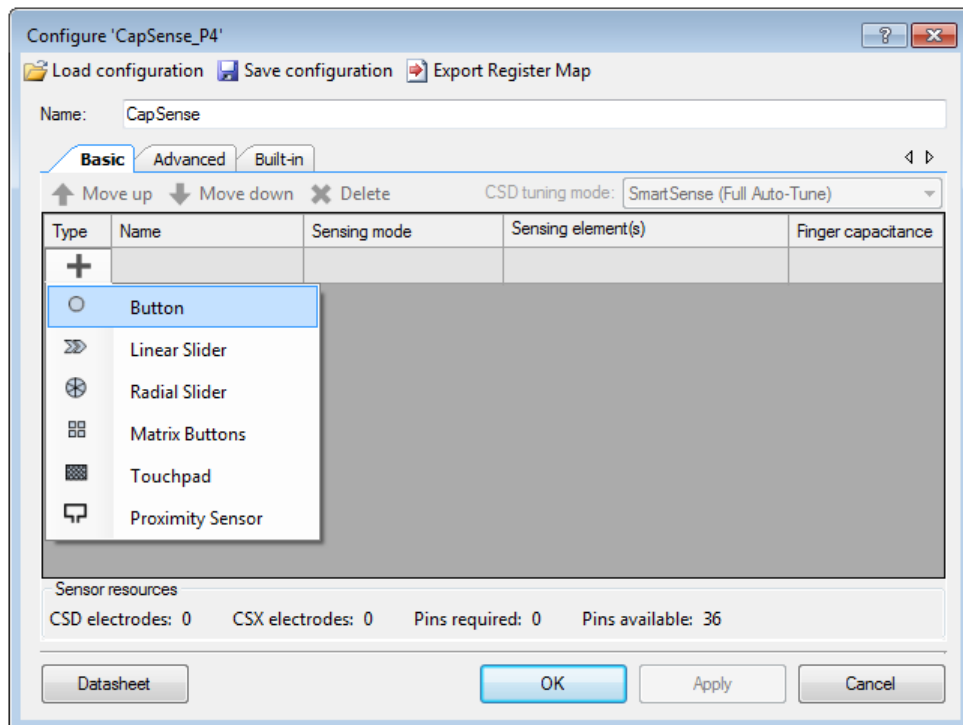 Configure 'CapSense_P4'
Load configuration Save configuration Export Register Map
Name: CapSense
Basic Advanced Built-in
Move up Move down Delete CSD tuning mode: SmartSense (Full Auto-Tune)
Type Name Sensing mode Sensing element(s) Finger capacitance
Button
Linear Slider
Radial Slider
Matrix Buttons
Touchpad
Proximity Sensor
Sensor resources
CSD electrodes: 0 CSX electrodes: 0 Pins required: 0 Pins available: 36
Datasheet OK Apply Cancel